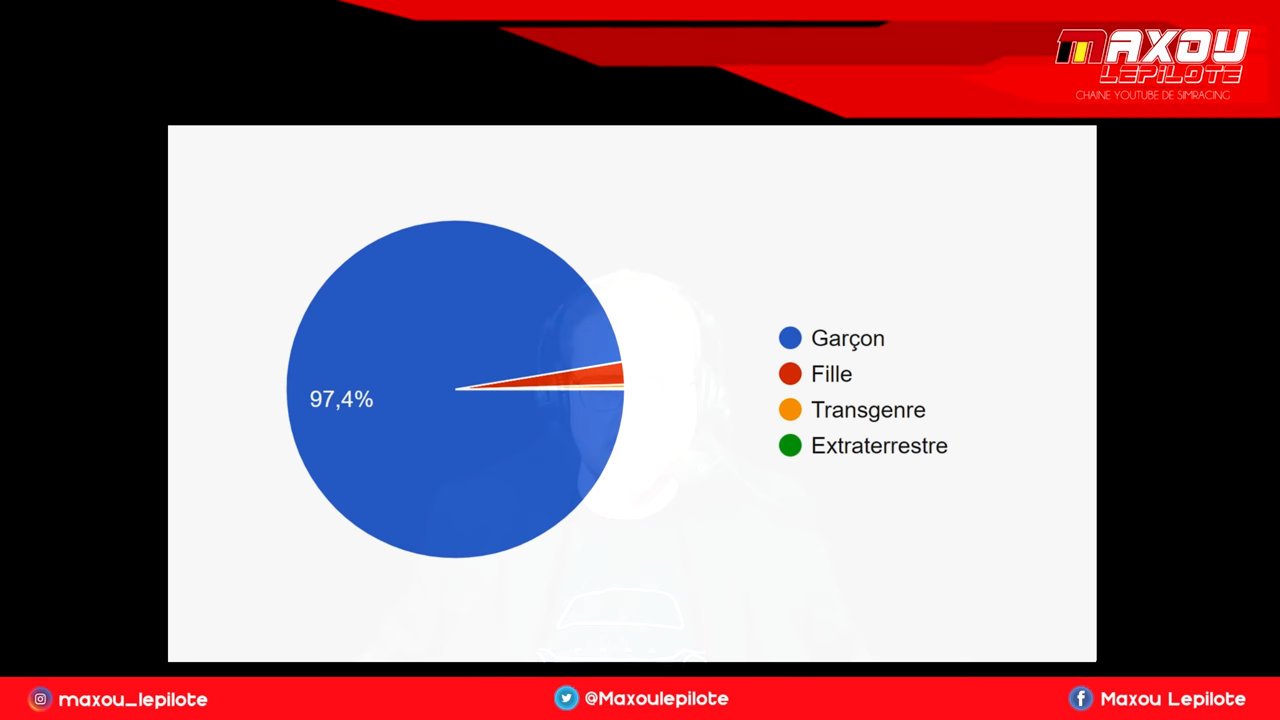 MAXOU
LEPILOTE
CHAINE YOUTUBE DE SIMRACING
97,4%
Garçon
Fille
Transgenre
Extraterrestre
maxou_lepilote
@Maxoulepilote
Maxou Lepilote